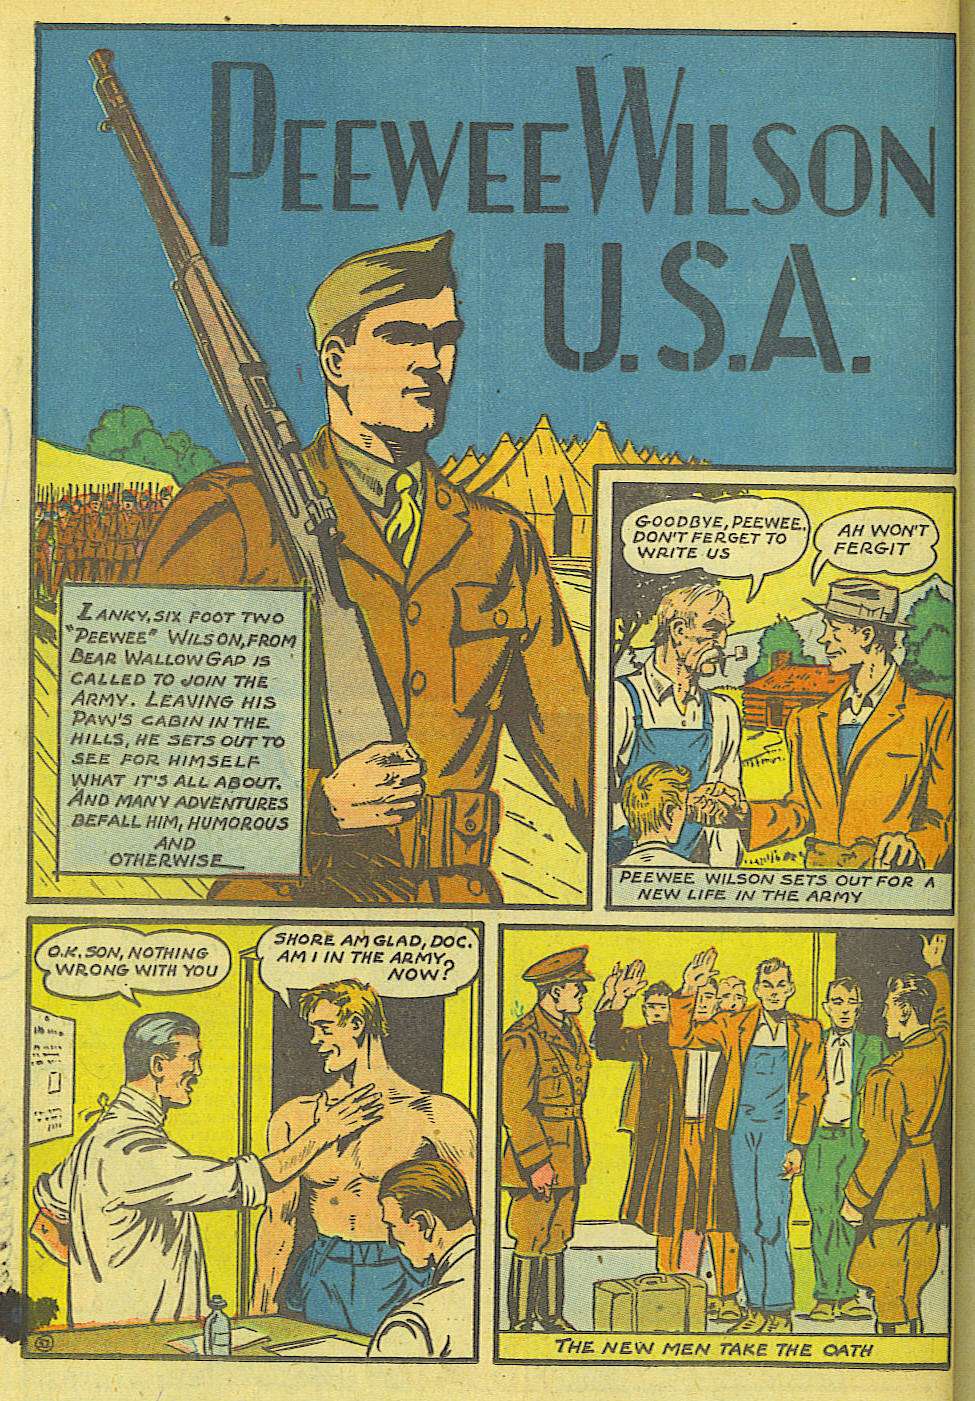 PEEWEE WILSON
U.S.A.
LANKY, SIX FOOT TWO
"PEEWEE" WILSON, FROM
BEAR WALLOW GAP IS
CALLED TO JOIN THE
ARMY. LEAVING HIS
PAW'S CABIN IN THE
HILLS, HE SETS OUT TO
SEE FOR HIMSELF
WHAT IT'S ALL ABOUT.
AND MANY ADVENTURES
BEFALL HIM, HUMOROUS
AND
OTHERWISE
GOODBYE, PEEWEE.
DON'T FERGET TO
WRITE US
AH WON'T
FERGIT
PEEWEE WILSON SETS OUT FOR A
NEW LIFE IN THE ARMY
O.K. SON, NOTHING
WRONG WITH YOU
SHORE AM GLAD, DOC.
AM I IN THE ARMY
NOW?
THE NEW MEN TAKE THE OATH